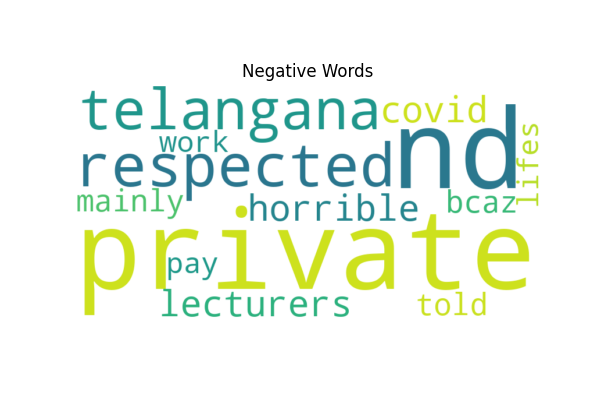 Negative Words
telangana covid
work nd
respected lifes
mainly horrible bcaz
private
pay
lecturers told